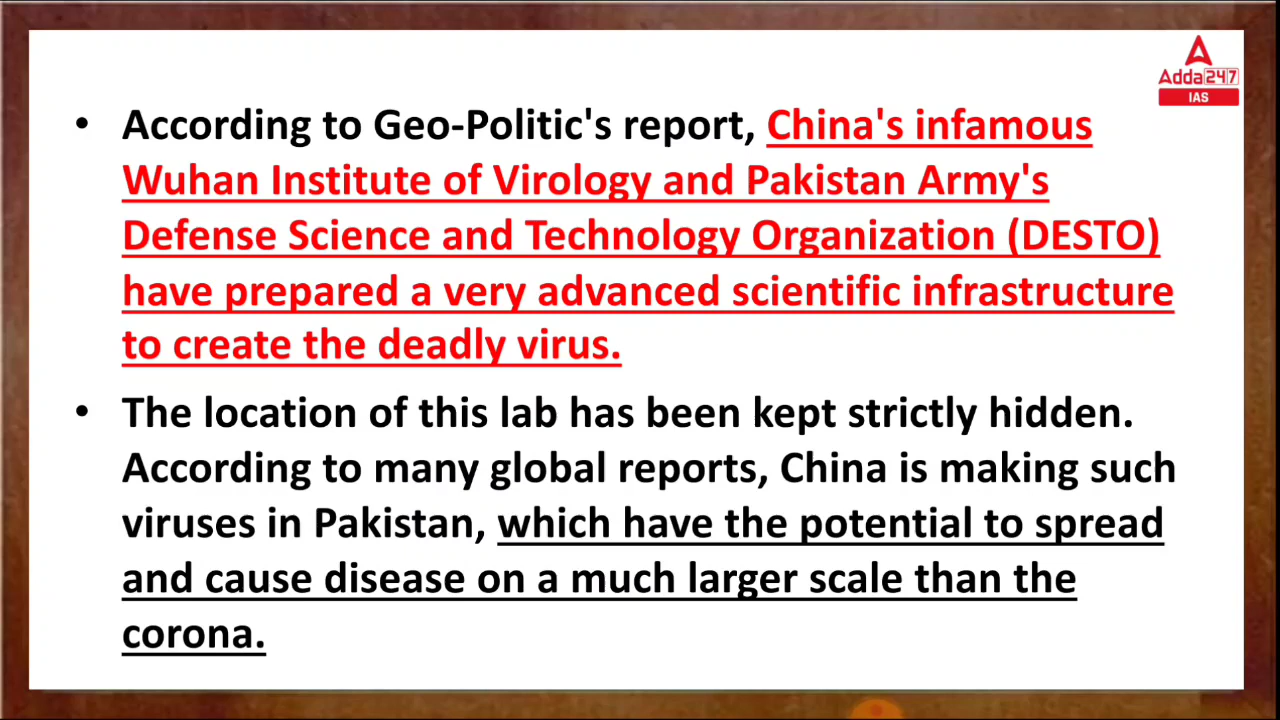 Adda247
IAS
• According to Geo-Politic's report, China's infamous
Wuhan Institute of Virology and Pakistan Army's
Defense Science and Technology Organization (DESTO)
have prepared a very advanced scientific infrastructure
to create the deadly virus.
• The location of this lab has been kept strictly hidden.
According to many global reports, China is making such
viruses in Pakistan, which have the potential to spread
and cause disease on a much larger scale than the
corona.